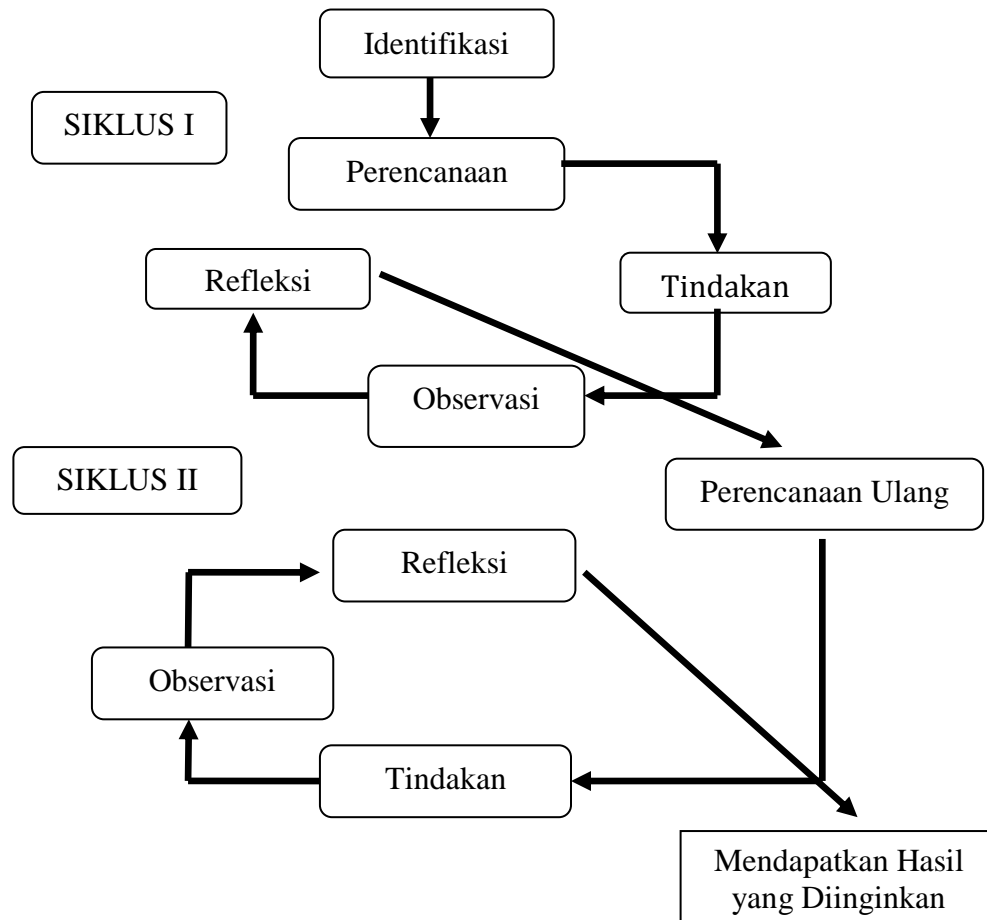 Identifikasi
SIKLUS I
Perencanaan
Refleksi
Tindakan
Observasi
SIKLUS II
Perencanaan Ulang
Refleksi
Observasi
Tindakan
Mendapatkan Hasil
yang Diinginkan